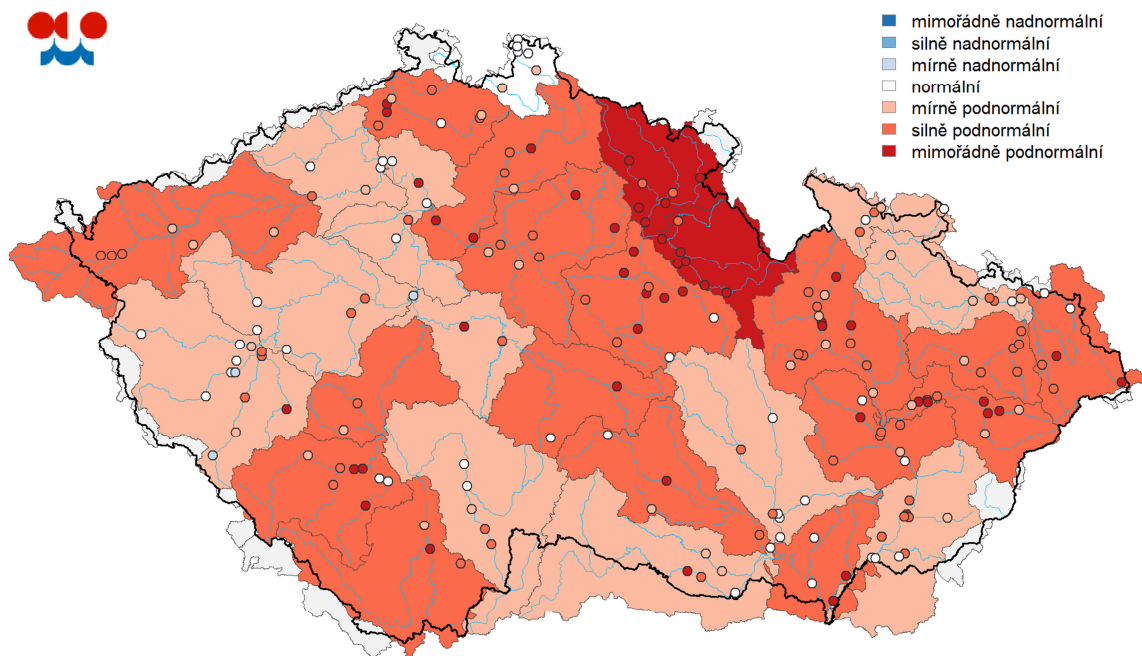 mimořádně nadnormální
silně nadnormální
mírně nadnormální
normální
mírně podnormální
silně podnormální
mimořádně podnormální